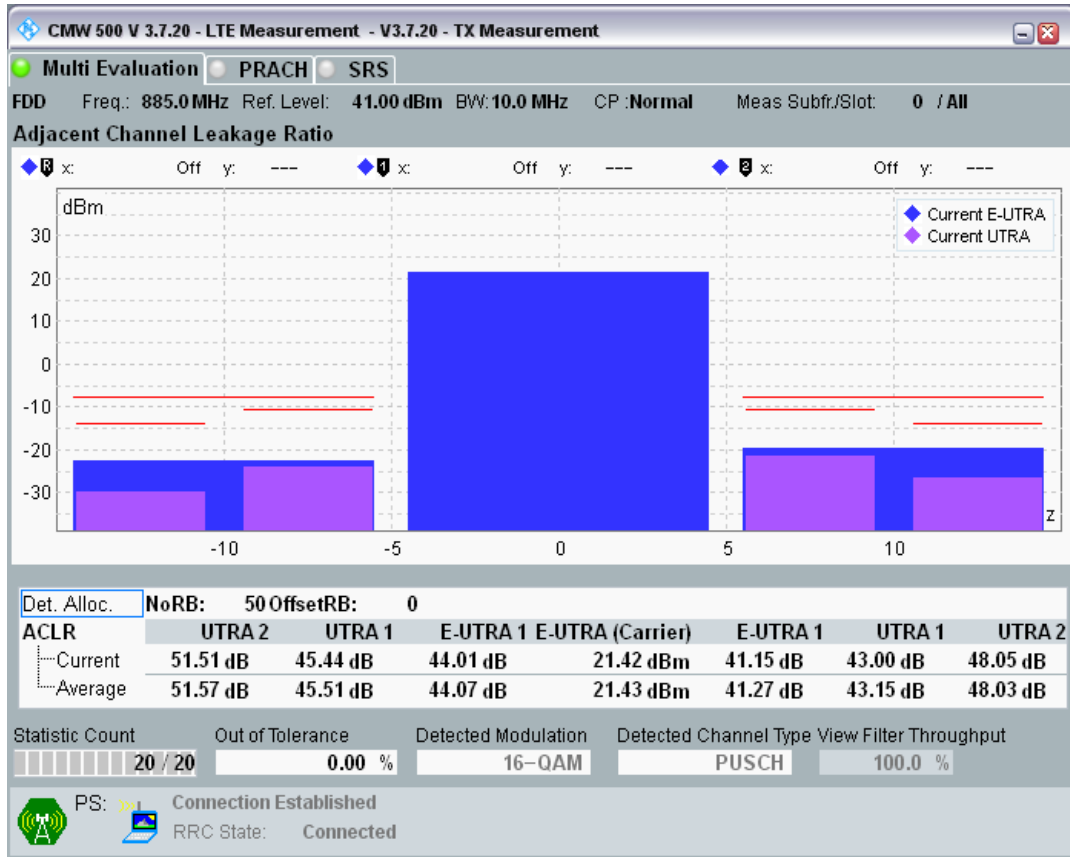 CMW 500 V 3.7.20 - LTE Measurement - V3.7.20 - TX Measurement
Multi Evaluation PRACH SRS
FDD Freq.: 885.0 MHz Ref. Level: 41.00 dBm BW: 10.0 MHz CP :Normal Meas Subfr./Slot: 0 / All
Adjacent Channel Leakage Ratio
R x: Off y: --- 1 x: Off y: --- 2 x: Off y: ---
dBm
Current E-UTRA
Current UTRA
30
20
10
0
-10
-20
-30
z
-10 -5 0 5 10
Det. Alloc. NoRB: 50 OffsetRB: 0
ACLR UTRA 2 UTRA 1 E-UTRA 1 E-UTRA (Carrier) E-UTRA 1 UTRA 1 UTRA 2
Current 51.51 dB 45.44 dB 44.01 dB 21.42 dBm 41.15 dB 43.00 dB 48.05 dB
Average 51.57 dB 45.51 dB 44.07 dB 21.43 dBm 41.27 dB 43.15 dB 48.03 dB
Statistic Count Out of Tolerance Detected Modulation Detected Channel Type View Filter Throughput
20 / 20 0.00 % 16-QAM PUSCH 100.0 %
PS: Connection Established
RRC State: Connected